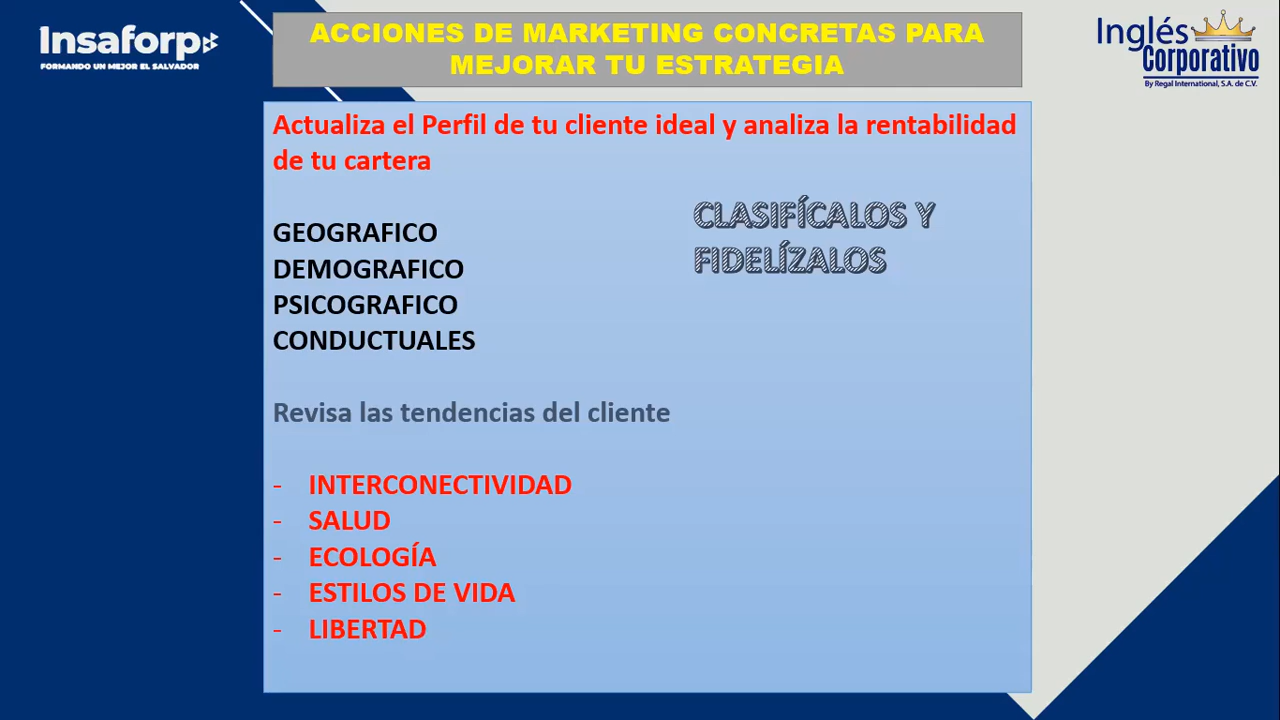 Insaforp
FORMANDO UN MEJOR EL SALVADOR
ACCIONES DE MARKETING CONCRETAS PARA
MEJORAR TU ESTRATEGIA
Inglés
Corporativo
By Regal International, S.A. de C.V.
Actualiza el Perfil de tu cliente ideal y analiza la rentabilidad
de tu cartera
CLASIFÍCALOS Y
FIDELÍZALOS
GEOGRAFICO
DEMOGRAFICO
PSICOGRAFICO
CONDUCTUALES
Revisa las tendencias del cliente
- INTERCONECTIVIDAD
- SALUD
- ECOLOGÍA
- ESTILOS DE VIDA
- LIBERTAD